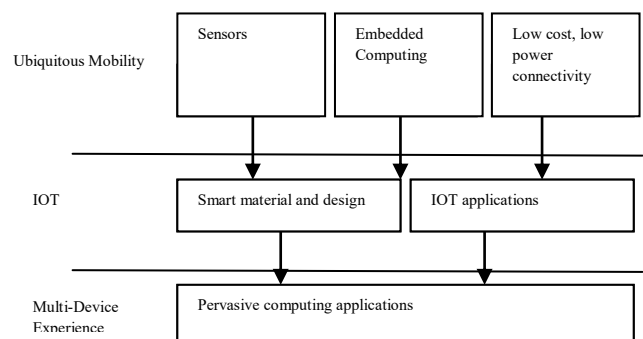 Ubiquitous Mobility
Sensors
Embedded
Computing
Low cost, low
power
connectivity
IOT
Smart material and design
IOT applications
Multi-Device
Experience
Pervasive computing applications